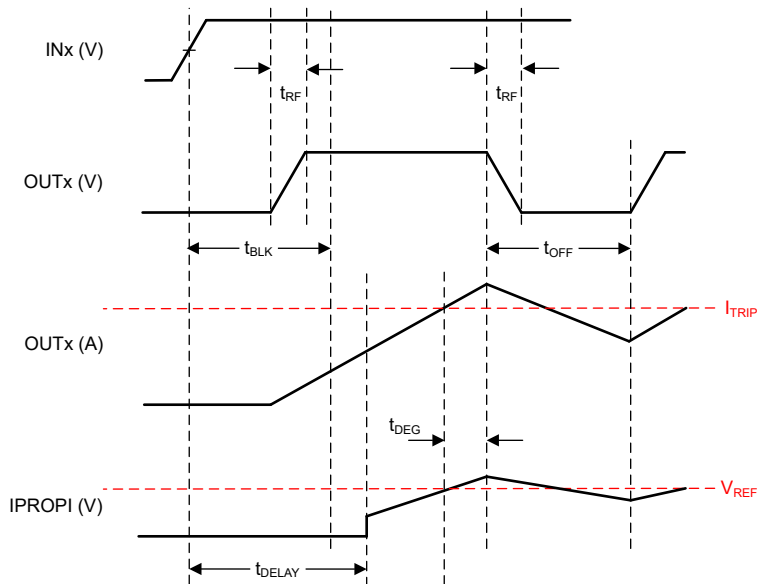 INx (V)
tRF
tRF
OUTx (V)
tBLK
tOFF
ITRIP
OUTx (A)
tDEG
VREF
IPROPI (V)
tDELAY